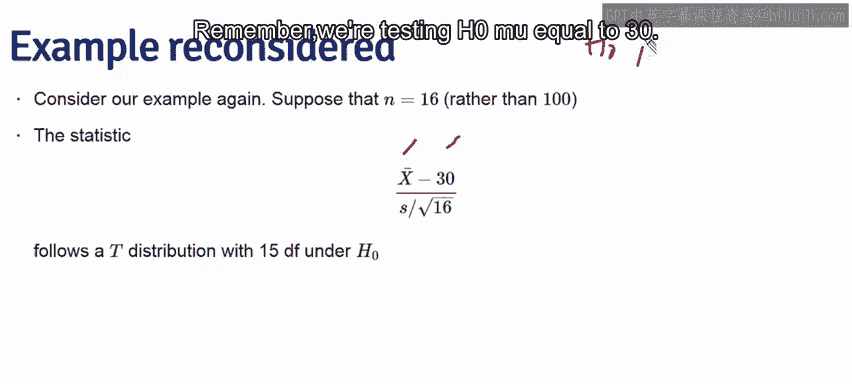 Remember,we're testing H0 mu equal to 30.
Example reconsidered
H₀
· Consider our example again. Suppose that n = 16 (rather than 100)
· The statistic
X̄ − 30
s/√16
follows a T distribution with 15 df under H₀